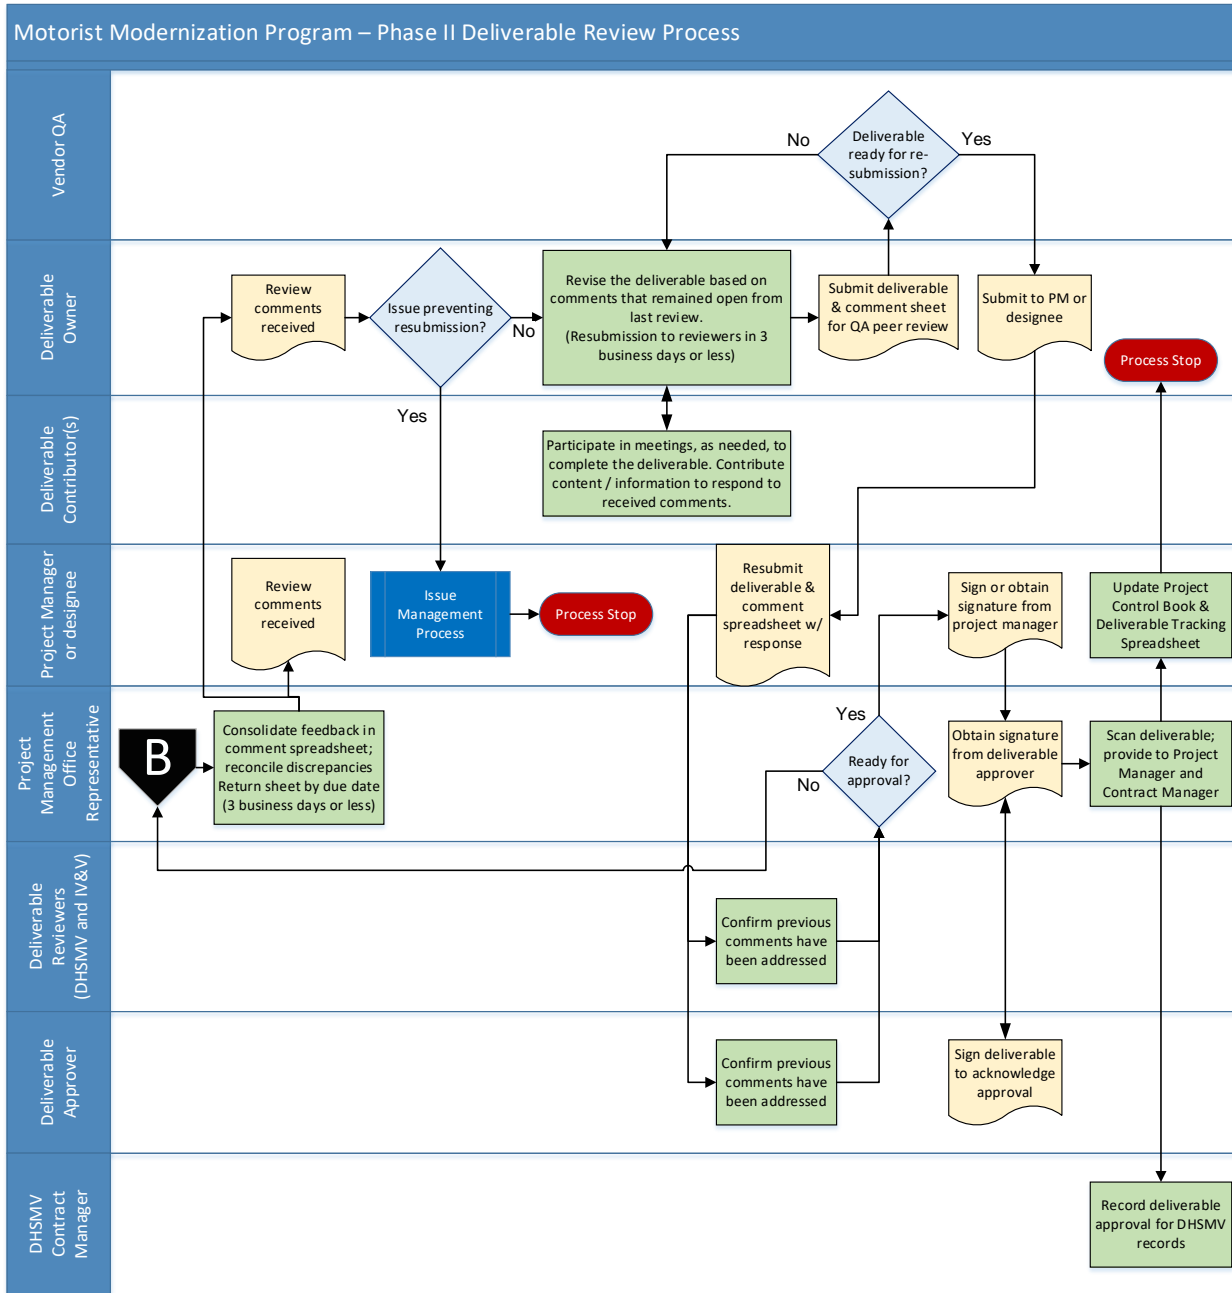 Motorist Modernization Program – Phase II Deliverable Review Process
Vendor QA
No
Deliverable
ready for re-
submission?
Yes
Deliverable
Owner
Review
comments
received
Issue preventing
resubmission?
No
Revise the deliverable based on
comments that remained open from
last review.
(Resubmission to reviewers in 3
business days or less)
Submit deliverable
& comment sheet
for QA peer review
Submit to PM or
designee
Process Stop
Yes
Deliverable
Contributor(s)
Participate in meetings, as needed, to
complete the deliverable. Contribute
content / information to respond to
received comments.
Project Manager
or designee
Review
comments
received
Issue
Management
Process
Process Stop
Resubmit
deliverable &
comment
spreadsheet w/
response
Sign or obtain
signature from
project manager
Update Project
Control Book &
Deliverable Tracking
Spreadsheet
Project
Management
Office
Representative
B
Consolidate feedback in
comment spreadsheet;
reconcile discrepancies
Return sheet by due date
(3 business days or less)
Yes
Ready for
approval?
No
Obtain signature
from deliverable
approver
Scan deliverable;
provide to Project
Manager and
Contract Manager
Deliverable
Reviewers
(DHSMV and IV&V)
Confirm previous
comments have
been addressed
Deliverable
Approver
Confirm previous
comments have
been addressed
Sign deliverable
to acknowledge
approval
DHSMV
Contract
Manager
Record deliverable
approval for DHSMV
records